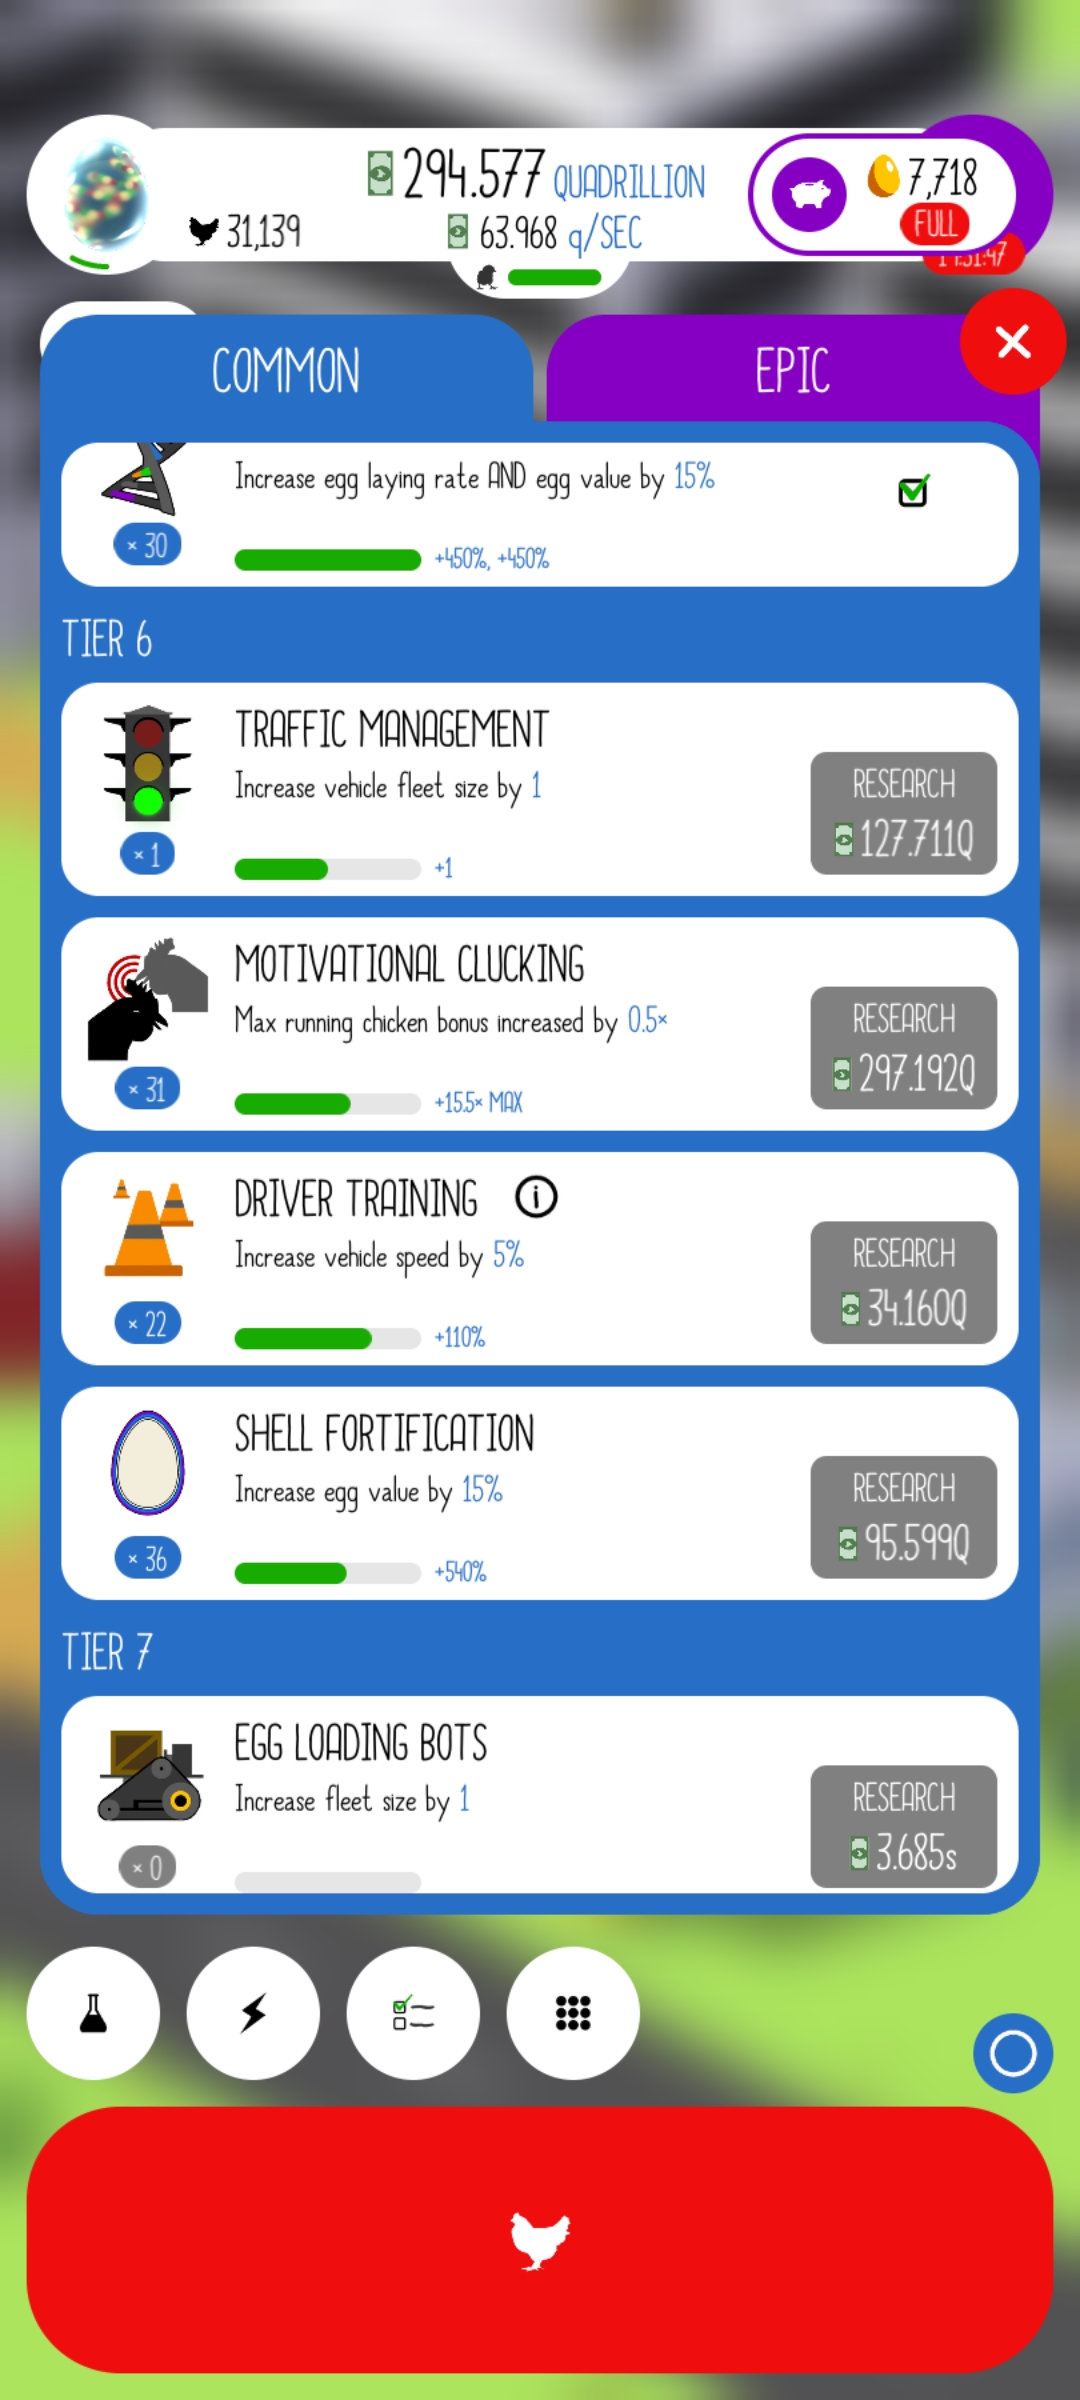 294.577 QUADRILLION
31,139
63.968 q/SEC
7,718
FULL
COMMON
EPIC
Increase egg laying rate AND egg value by 15%
× 30
+450%, +450%
TIER 6
TRAFFIC MANAGEMENT
Increase vehicle fleet size by 1
× 1
+1
RESEARCH
127.711Q
MOTIVATIONAL CLUCKING
Max running chicken bonus increased by 0.5×
× 31
+15.5× MAX
RESEARCH
297.192Q
DRIVER TRAINING i
Increase vehicle speed by 5%
× 22
+110%
RESEARCH
34.160Q
SHELL FORTIFICATION
Increase egg value by 15%
× 36
+540%
RESEARCH
95.599Q
TIER 7
EGG LOADING BOTS
Increase fleet size by 1
× 0
RESEARCH
3.685s